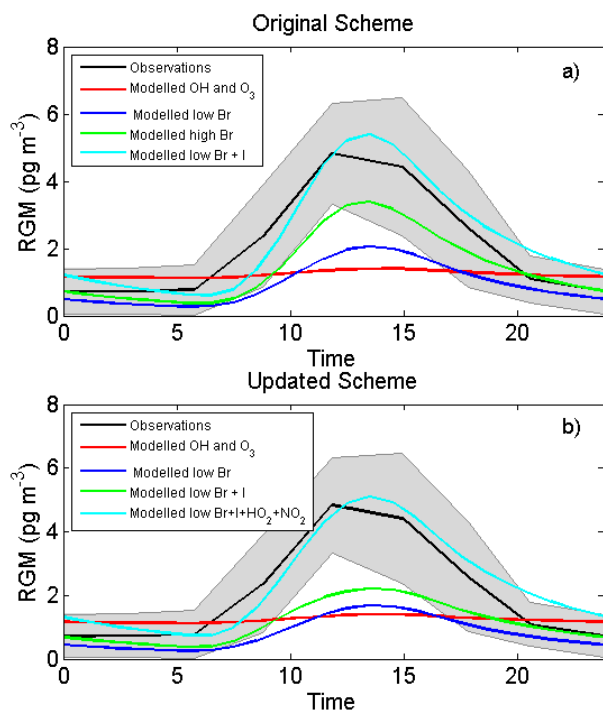 Original Scheme
a)
8
6
4
2
0
RGM (pg m⁻³)
Observations
Modelled OH and O₃
Modelled low Br
Modelled high Br
Modelled low Br + I
0 5 10 15 20
Time
Updated Scheme
b)
8
6
4
2
0
RGM (pg m⁻³)
Observations
Modelled OH and O₃
Modelled low Br
Modelled low Br + I
Modelled low Br+I+HO₂+NO₂
0 5 10 15 20
Time